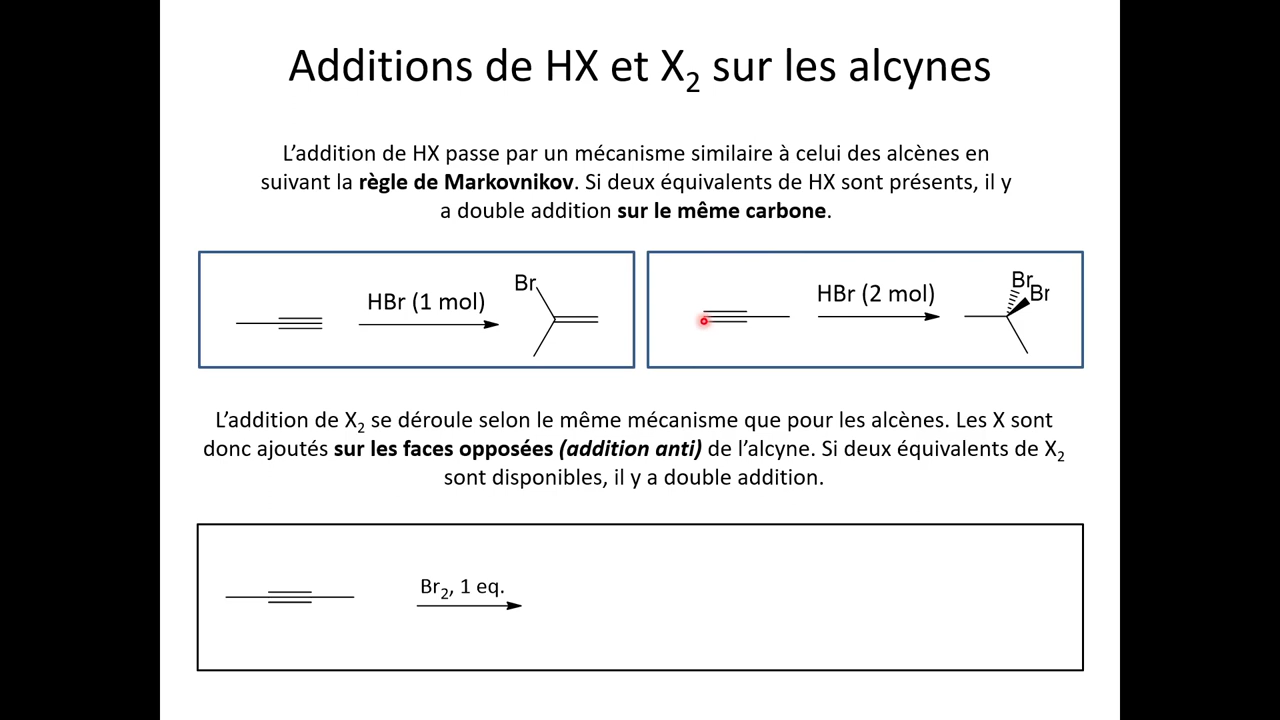 Additions de HX et X₂ sur les alcynes
L’addition de HX passe par un mécanisme similaire à celui des alcènes en
suivant la règle de Markovnikov. Si deux équivalents de HX sont présents, il y
a double addition sur le même carbone.
HBr (1 mol)
Br
HBr (2 mol)
Br
Br
L’addition de X₂ se déroule selon le même mécanisme que pour les alcènes. Les X sont
donc ajoutés sur les faces opposées (addition anti) de l’alcyne. Si deux équivalents de X₂
sont disponibles, il y a double addition.
Br₂, 1 eq.